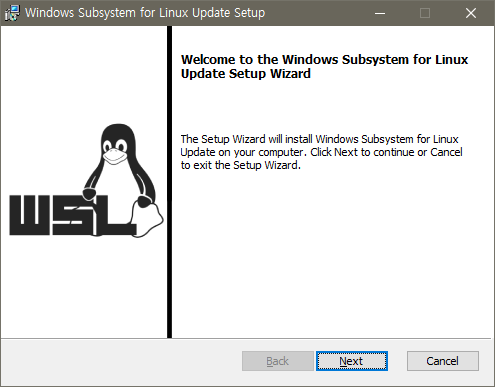 Windows Subsystem for Linux Update Setup
Welcome to the Windows Subsystem for Linux
Update Setup Wizard
The Setup Wizard will install Windows Subsystem for Linux
Update on your computer. Click Next to continue or Cancel
to exit the Setup Wizard.
WSL
Back Next Cancel